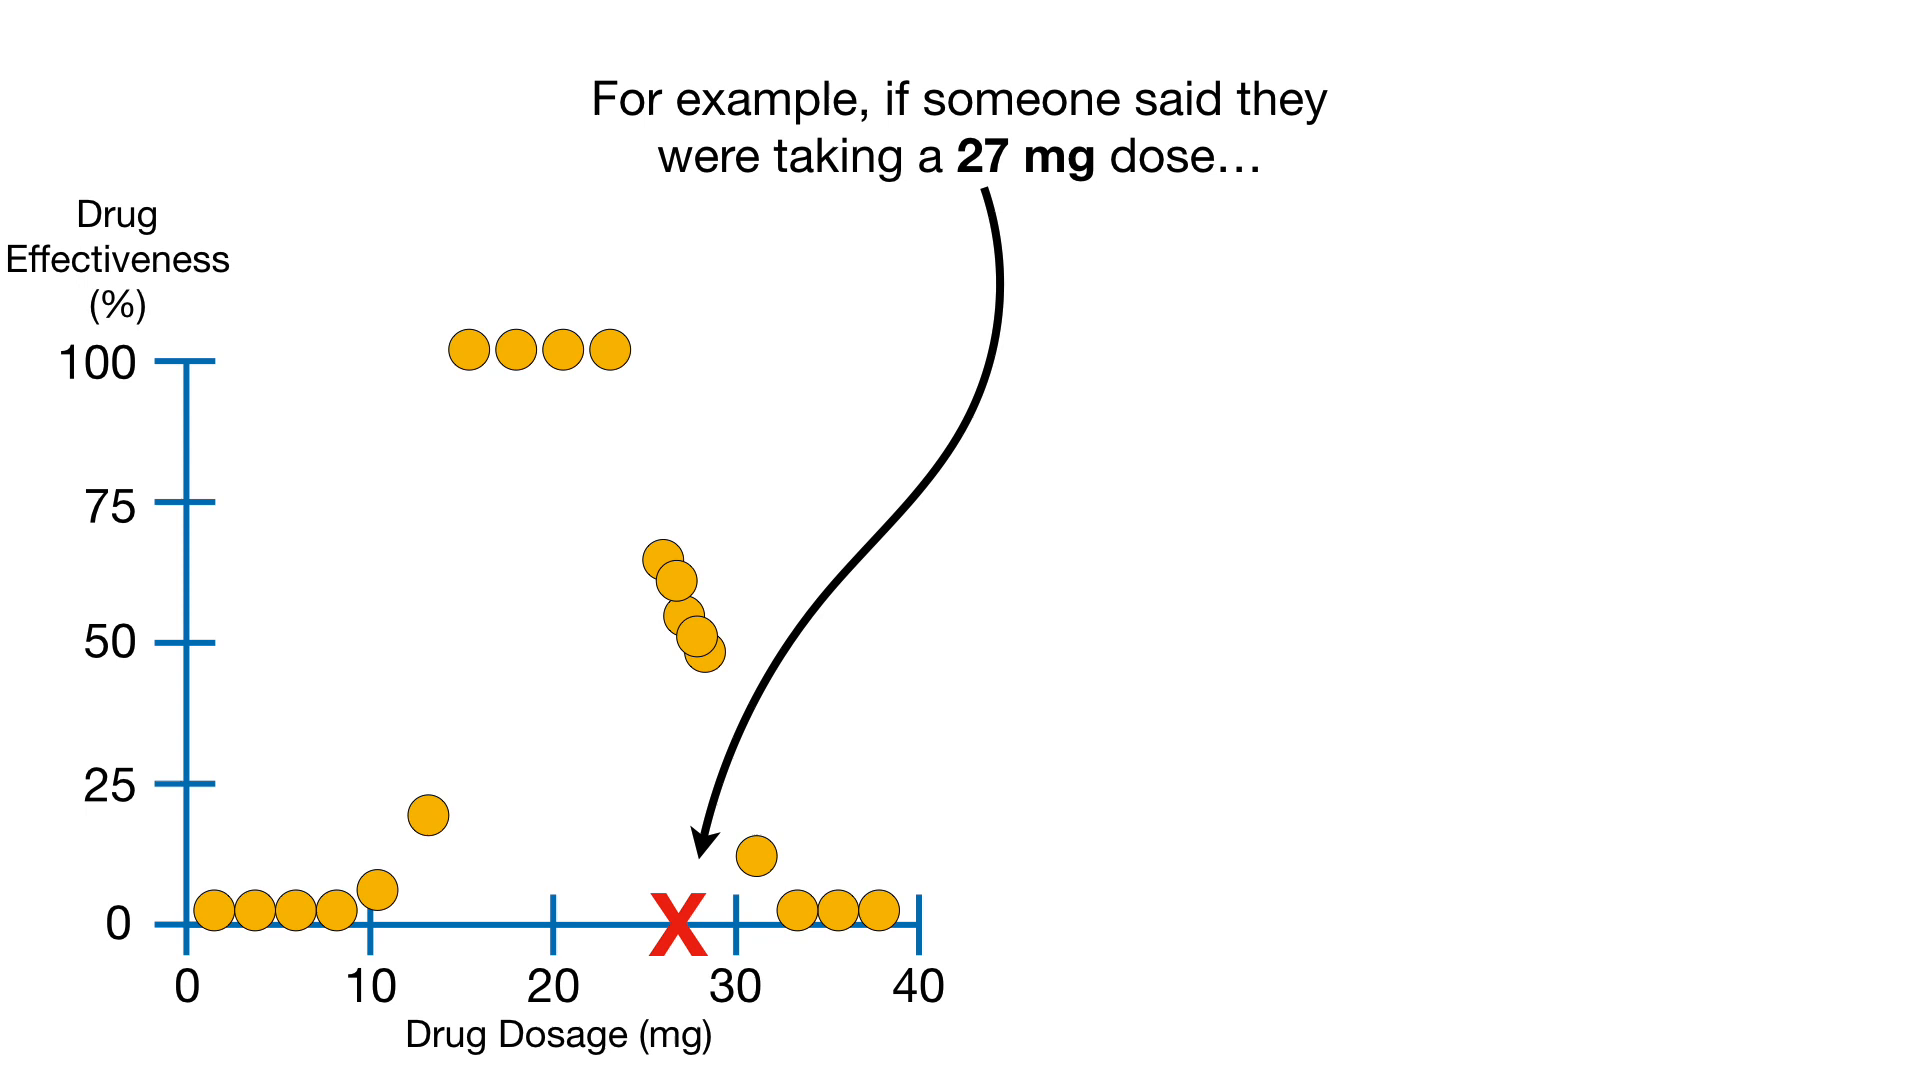 For example, if someone said they
were taking a 27 mg dose…
Drug
Effectiveness
(%)
100
75
50
25
0
0 10 20 30 40
Drug Dosage (mg)
X